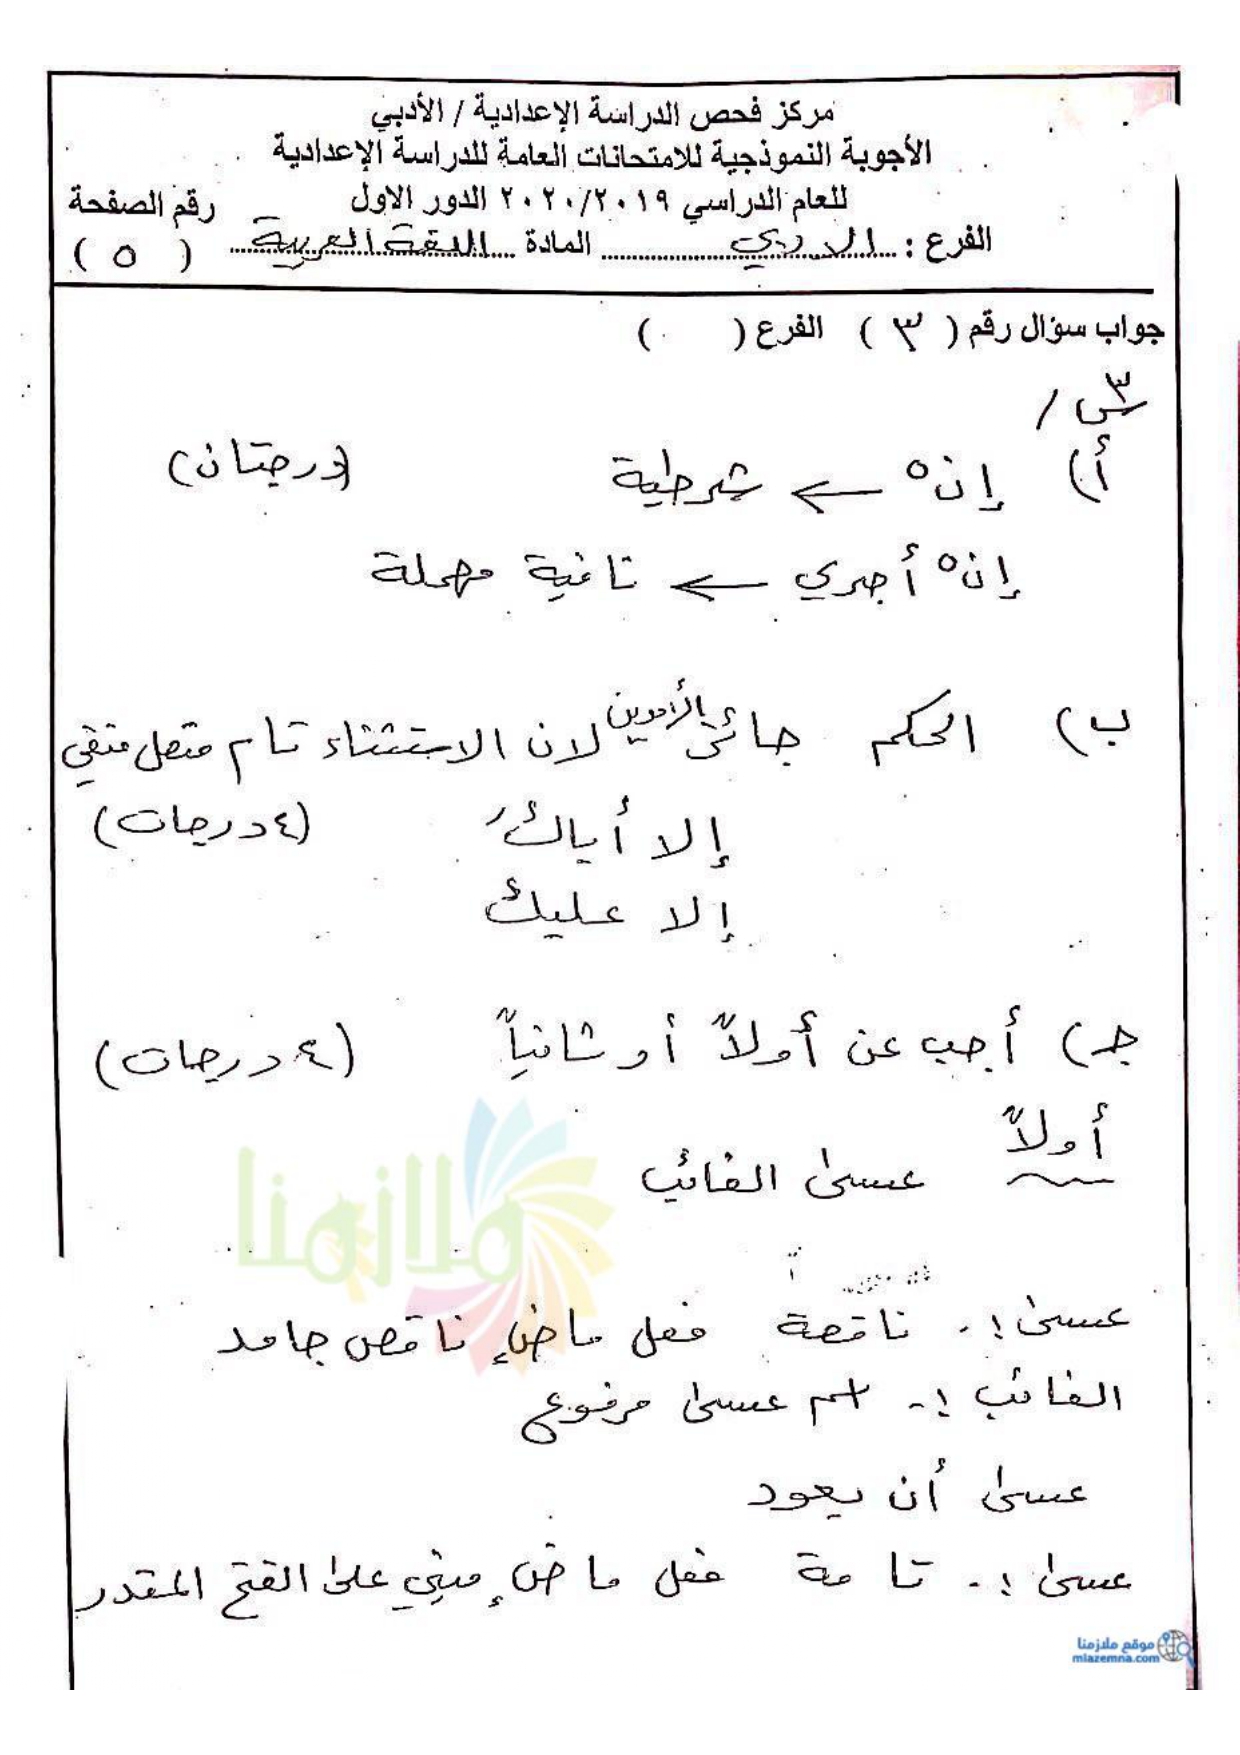 مركز فحص الدراسة الإعدادية / الأدبي
الأجوبة النموذجية للامتحانات العامة للدراسة الإعدادية
للعام الدراسي ٢٠٢٠/٢٠١٩ الدور الاول
رقم الصفحة
الفرع : الادبي المادة اللغة العربية ( ٥ )
جواب سؤال رقم ( ٣ ) الفرع ( )
س٣ /
أ) إنْ ← شرطية (درجتان)
إنْ أجري ← نافية مهملة
ب) الحكم جائز بالأمرين لان الاستثناء تام متصل منفي
إلا أياك (٤ درجات)
إلا عليك
جـ) أجب عن أولاً أو ثانياً (٤ درجات)
أولاً
عسى الغائب
عسى :- ناقصة فعل ماضٍ ناقص جامد
الغائب :- اسم عسى مرفوع
عسى أن يعود
عسى :- تامة فعل ماضٍ مبني على الفتح المقدر
ملازمنا
موقع ملازمنا
mlazemna.com